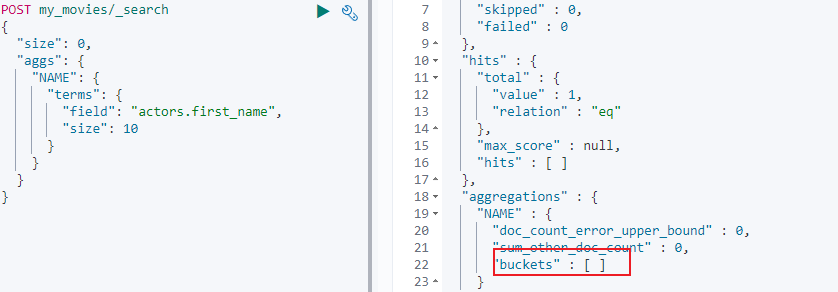 POST my_movies/_search
{
  "size": 0,
  "aggs": {
    "NAME": {
      "terms": {
        "field": "actors.first_name",
        "size": 10
      }
    }
  }
}
7 "skipped" : 0,
8 "failed" : 0
9 },
10 "hits" : {
11 "total" : {
12 "value" : 1,
13 "relation" : "eq"
14 },
15 "max_score" : null,
16 "hits" : [ ]
17 },
18 "aggregations" : {
19 "NAME" : {
20 "doc_count_error_upper_bound" : 0,
21 "sum_other_doc_count" : 0,
22 "buckets" : [ ]
23 }